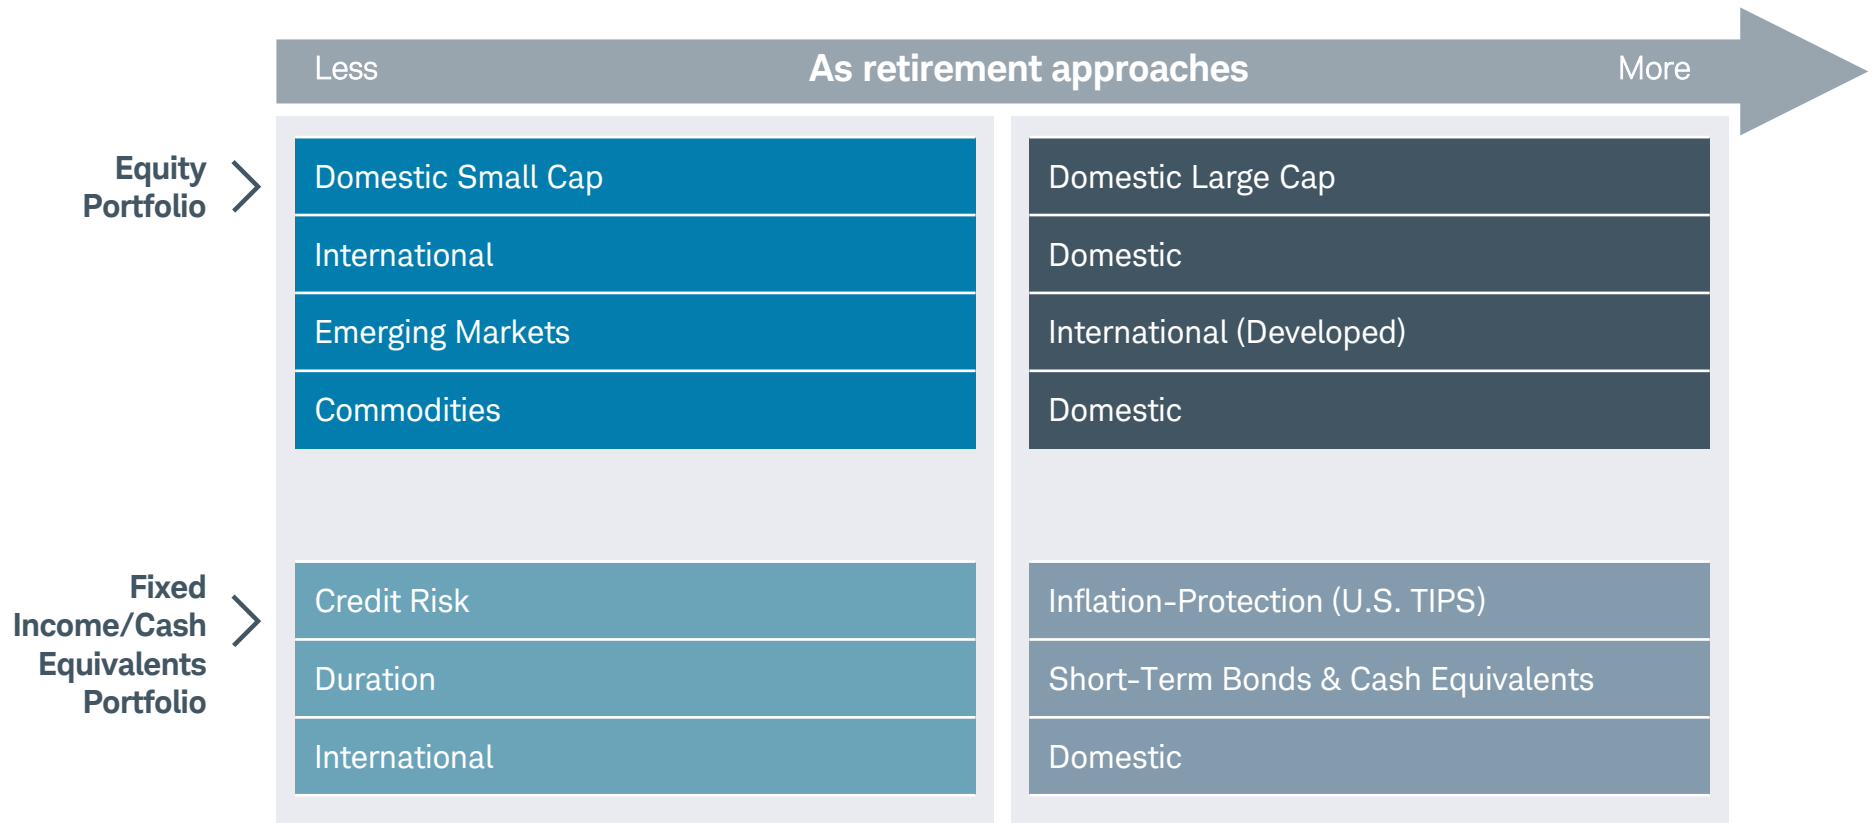 Less As retirement approaches More
Equity
Portfolio
Domestic Small Cap Domestic Large Cap
International Domestic
Emerging Markets International (Developed)
Commodities Domestic
Fixed
Income/Cash
Equivalents
Portfolio
Credit Risk Inflation-Protection (U.S. TIPS)
Duration Short-Term Bonds & Cash Equivalents
International Domestic